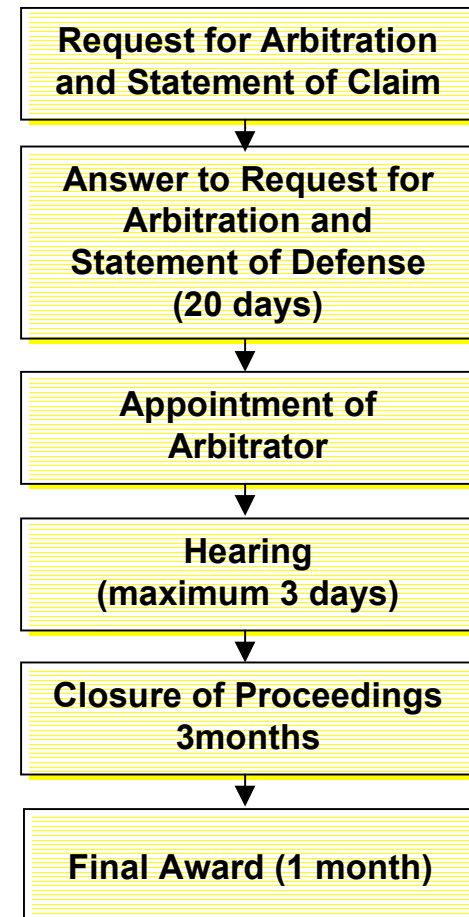 Request for Arbitration
and Statement of Claim
Answer to Request for
Arbitration and
Statement of Defense
(20 days)
Appointment of
Arbitrator
Hearing
(maximum 3 days)
Closure of Proceedings
3months
Final Award (1 month)